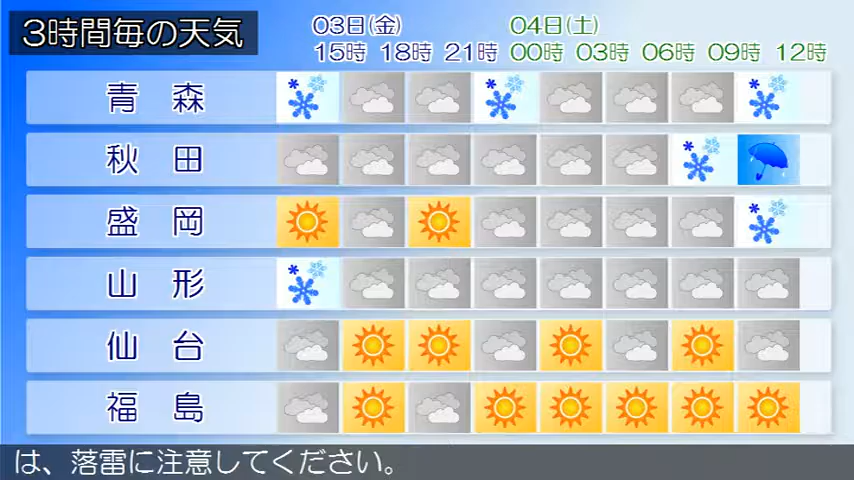 3時間毎の天気
03日(金) 04日(土)
15時 18時 21時 00時 03時 06時 09時 12時
青森
秋田
盛岡
山形
仙台
福島
は、落雷に注意してください。